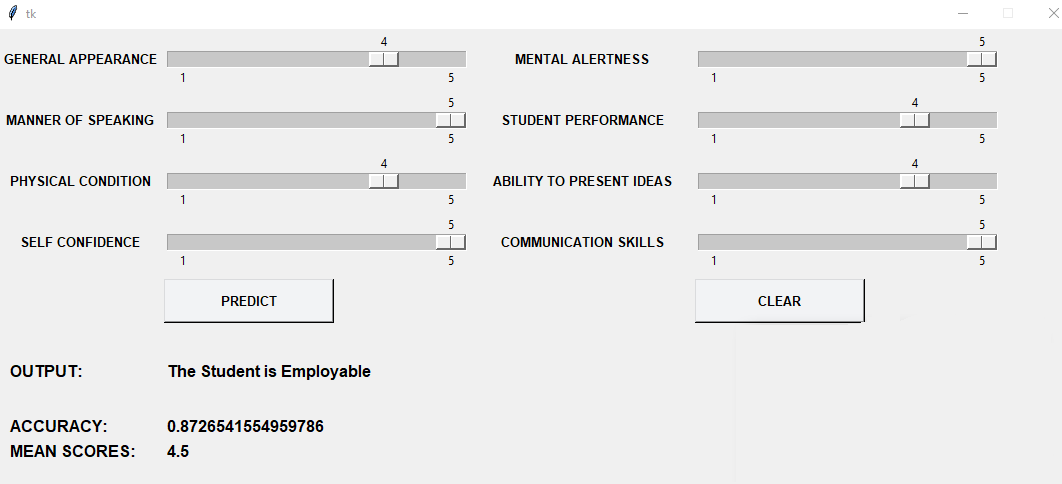 tk
4 5
GENERAL APPEARANCE MENTAL ALERTNESS
1 5 1 5
5 4
MANNER OF SPEAKING STUDENT PERFORMANCE
1 5 1 5
4 4
PHYSICAL CONDITION ABILITY TO PRESENT IDEAS
1 5 1 5
5 5
SELF CONFIDENCE COMMUNICATION SKILLS
1 5 1 5
PREDICT CLEAR
OUTPUT: The Student is Employable
ACCURACY: 0.8726541554959786
MEAN SCORES: 4.5